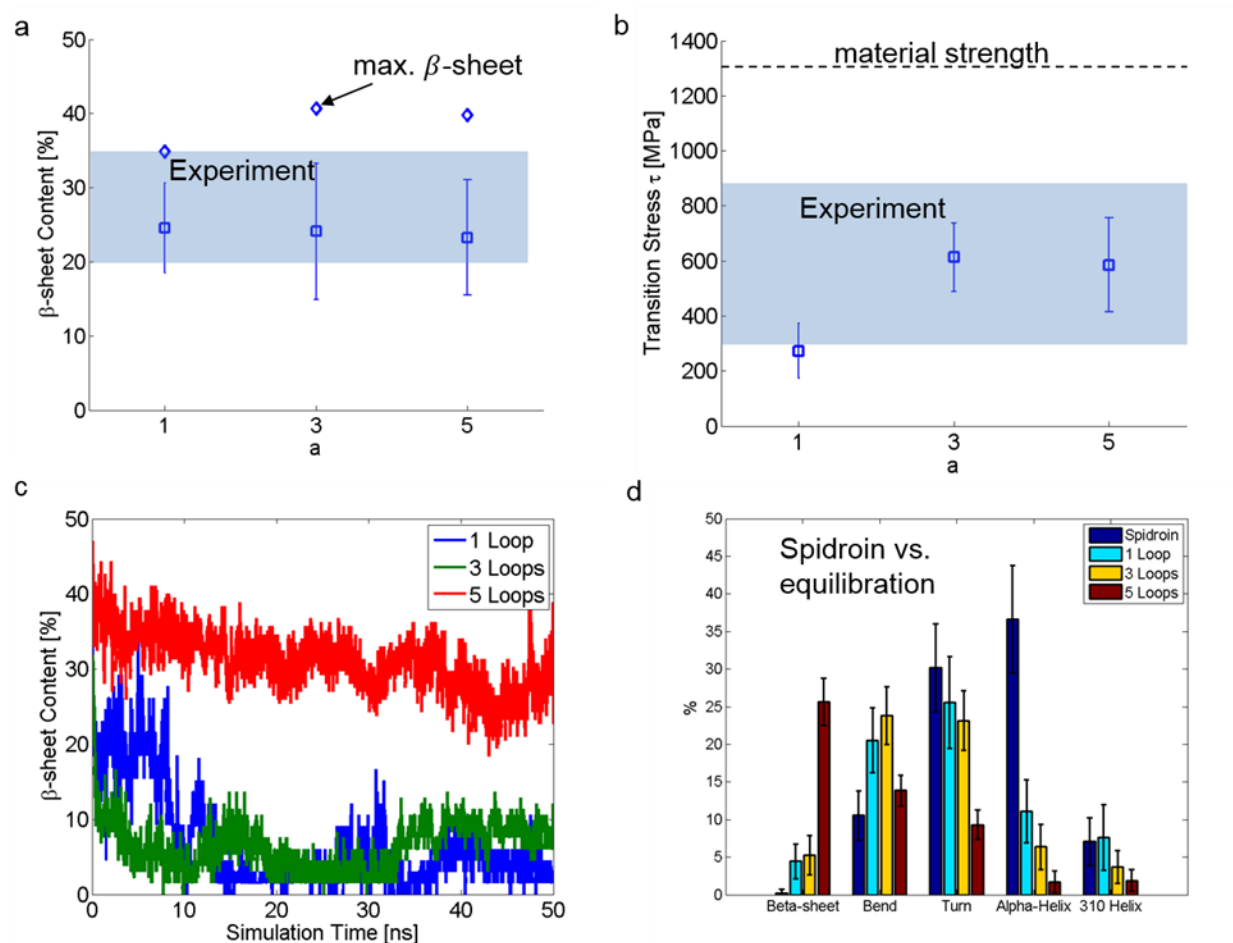 a
50
40
30
20
10
0
β-sheet Content [%]
max. β-sheet
Experiment
1 3 5
a
b
1400
1200
1000
800
600
400
200
0
Transition Stress τ [MPa]
material strength
Experiment
1 3 5
a
c
50
40
30
20
10
0
β-sheet Content [%]
1 Loop
3 Loops
5 Loops
0 10 20 30 40 50
Simulation Time [ns]
d
50
45
40
35
30
25
20
15
10
5
0
%
Spidroin vs.
equilibration
Spidroin
1 Loop
3 Loops
5 Loops
Beta-sheet Bend Turn Alpha-Helix 310 Helix